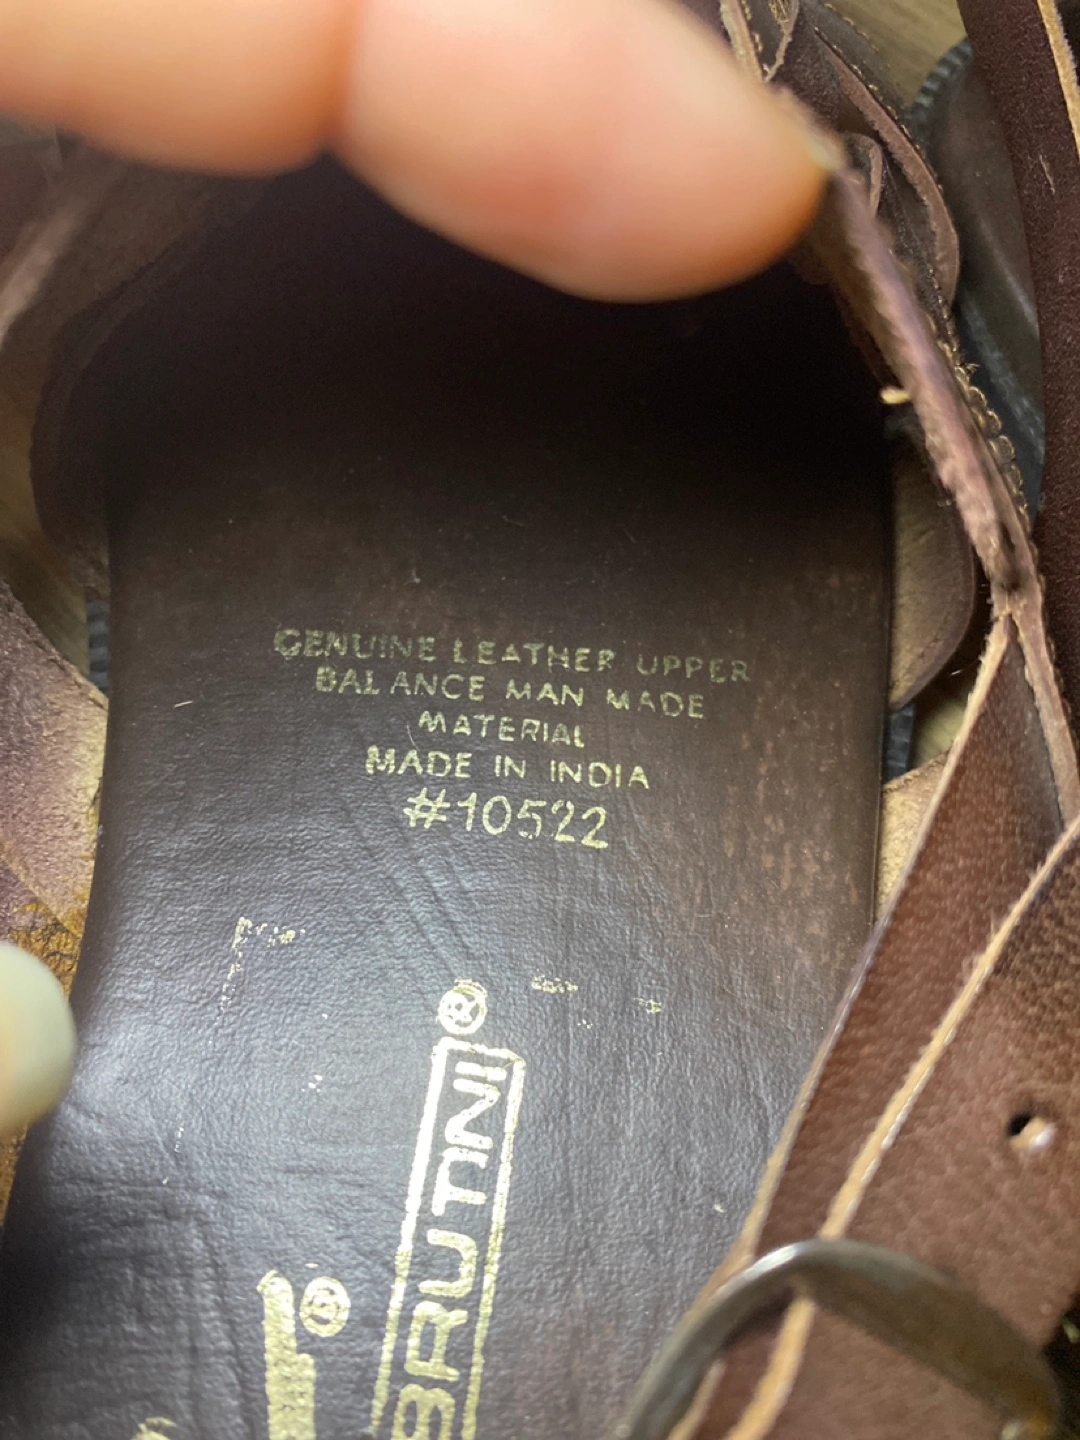 GENUINE LEATHER UPPER
BALANCE MAN MADE
MATERIAL
MADE IN INDIA
#10522
BRUTINI®
®